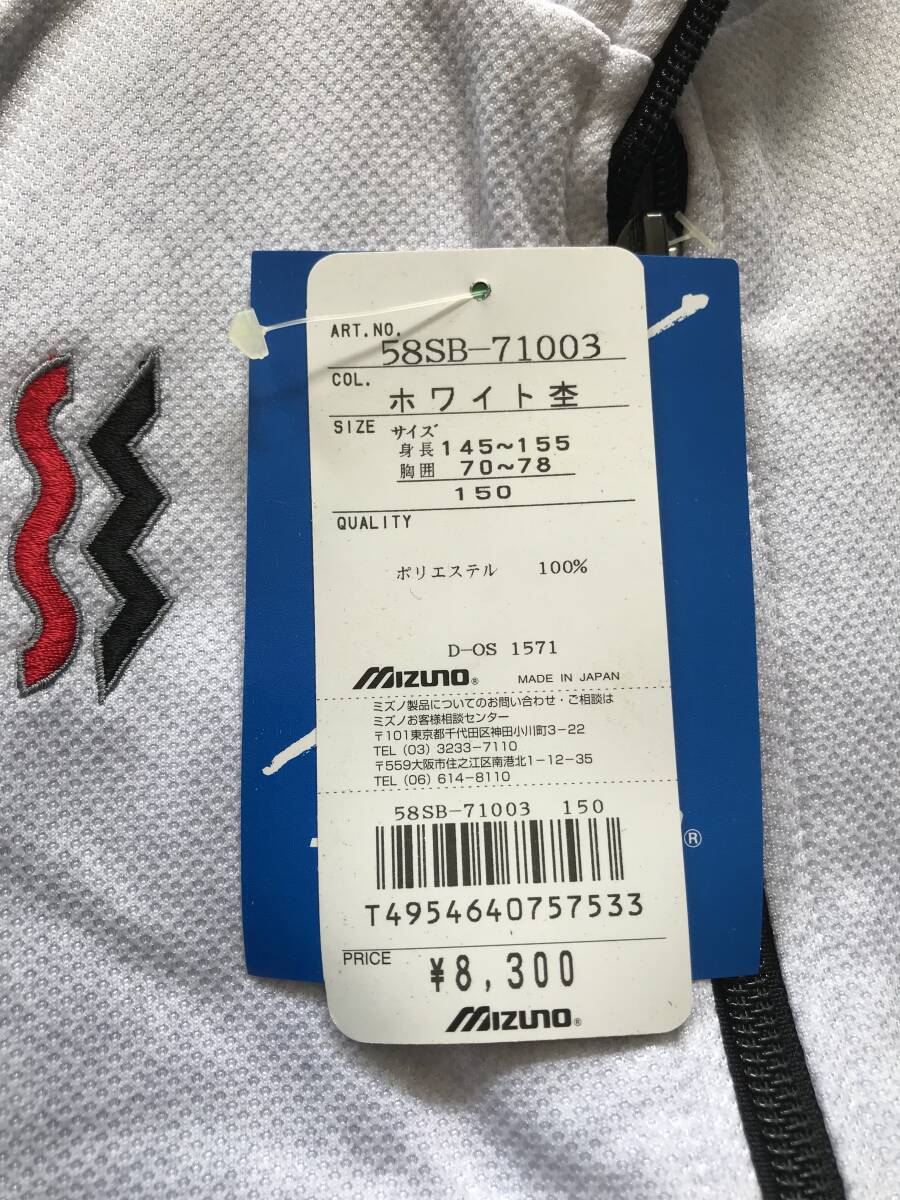 ART.NO.
58SB-71003
COL.
ホワイト杢
SIZE サイズ
身長 145~155
胸囲 70~78
150
QUALITY
ポリエステル 100%
D-OS 1571
MIZUNO® MADE IN JAPAN
ミズノ製品についてのお問い合わせ・ご相談は
ミズノお客様相談センター
〒101東京都千代田区神田小川町3-22
TEL (03) 3233-7110
〒559大阪市住之江区南港北1-12-35
TEL (06) 614-8110
58SB-71003 150
®
T4954640757533
PRICE
¥8,300
MIZUNO®